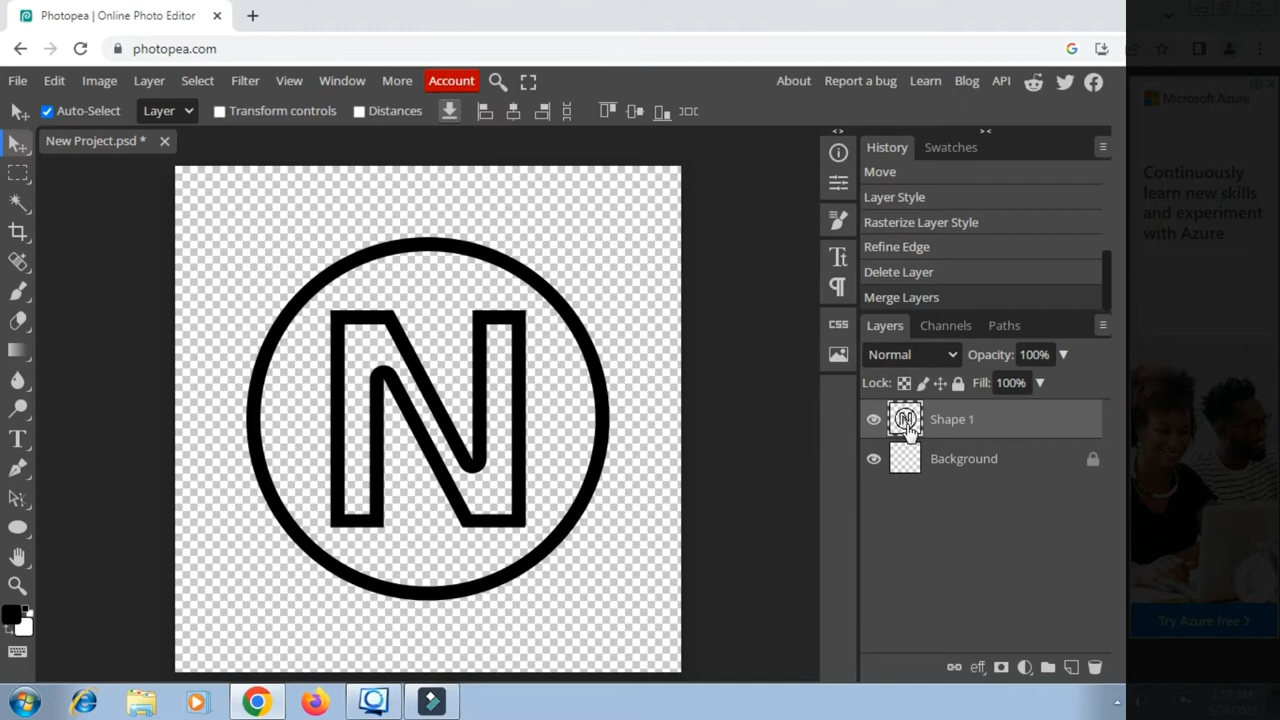 Photopea | Online Photo Editor
photopea.com
File Edit Image Layer Select Filter View Window More Account About Report a bug Learn Blog API
Auto-Select Layer Transform controls Distances
New Project.psd *
History Swatches
Move
Layer Style
Rasterize Layer Style
Refine Edge
Delete Layer
Merge Layers
CSS
Layers Channels Paths
Normal Opacity: 100%
Lock: Fill: 100%
Shape 1
Background
eff
N
Microsoft Azure
Continuously
learn new skills
and experiment
with Azure
Try Azure free >